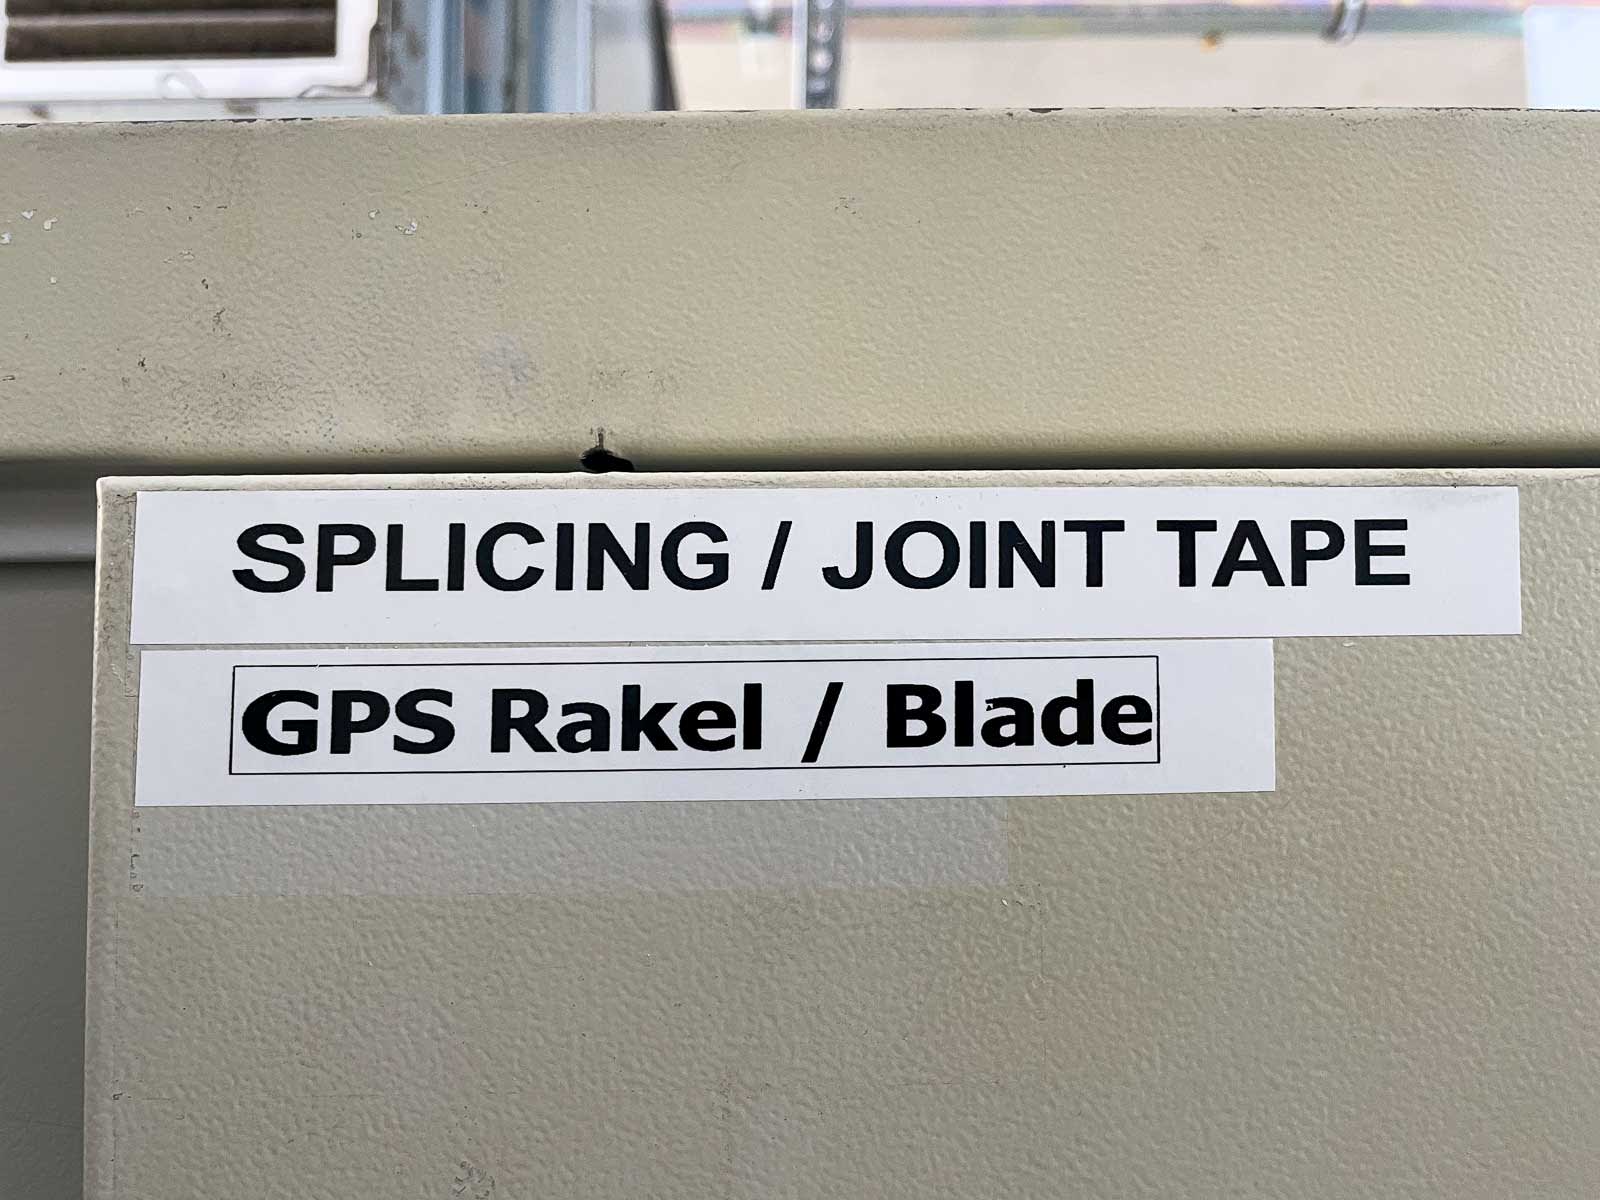 SPLICING / JOINT TAPE
GPS Rakel / Blade